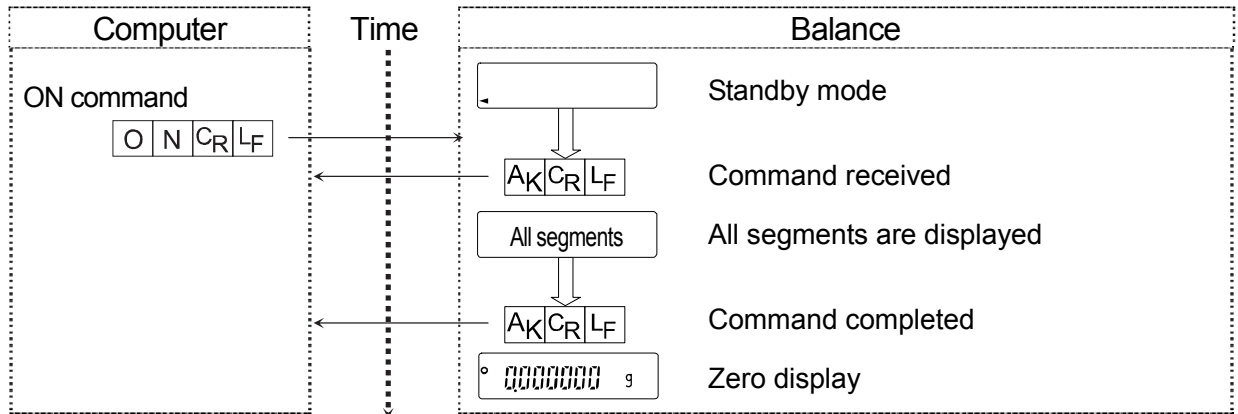 Computer Time Balance
Standby mode
ON command
O N CR LF
AK CR LF Command received
All segments All segments are displayed
AK CR LF Command completed
0.000000 g Zero display